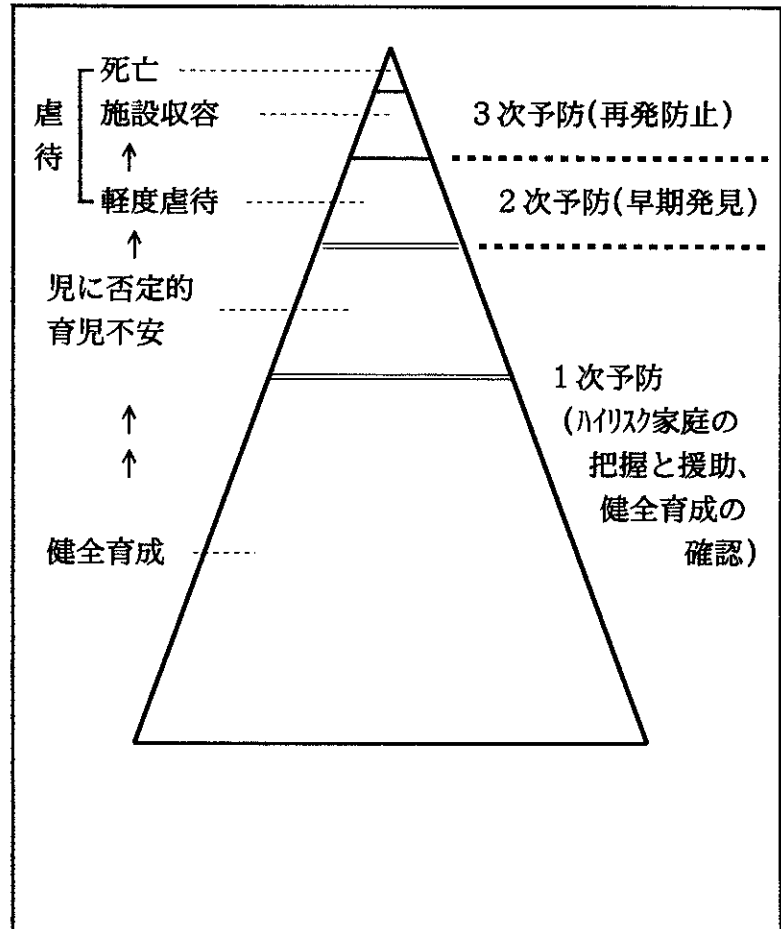 虐待
死亡
施設収容
↑
軽度虐待
↑
児に否定的
育児不安
↑
↑
健全育成
3次予防(再発防止)
2次予防(早期発見)
1次予防
(ハイリスク家庭の
把握と援助、
健全育成の
確認)